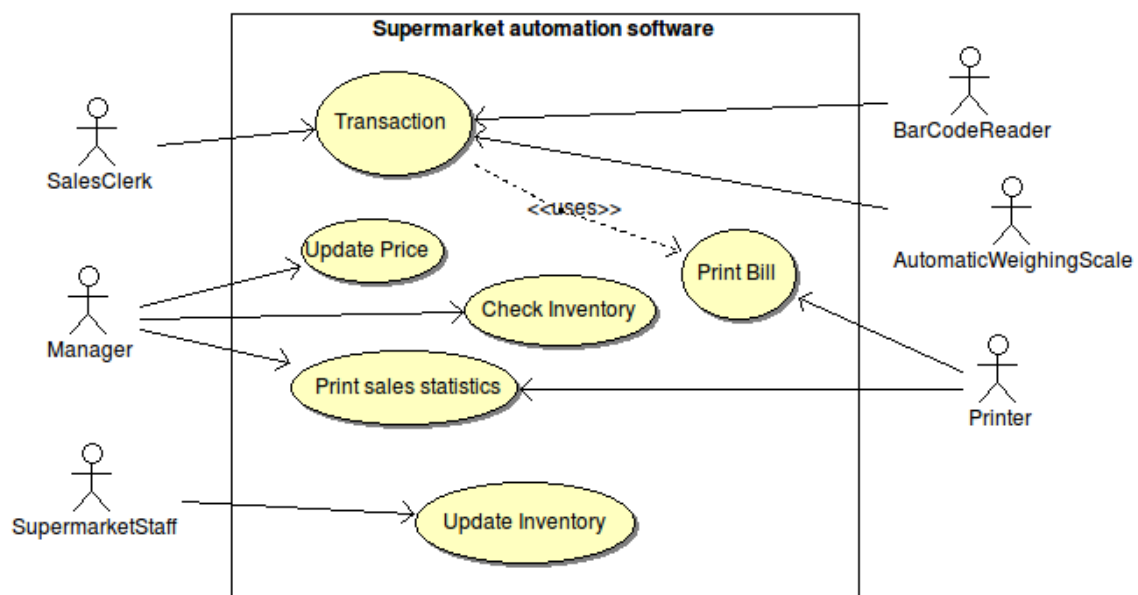 Supermarket automation software
Transaction
BarCodeReader
SalesClerk
<<uses>>
Update Price
Print Bill
AutomaticWeighingScale
Check Inventory
Manager
Print sales statistics
Printer
SupermarketStaff
Update Inventory